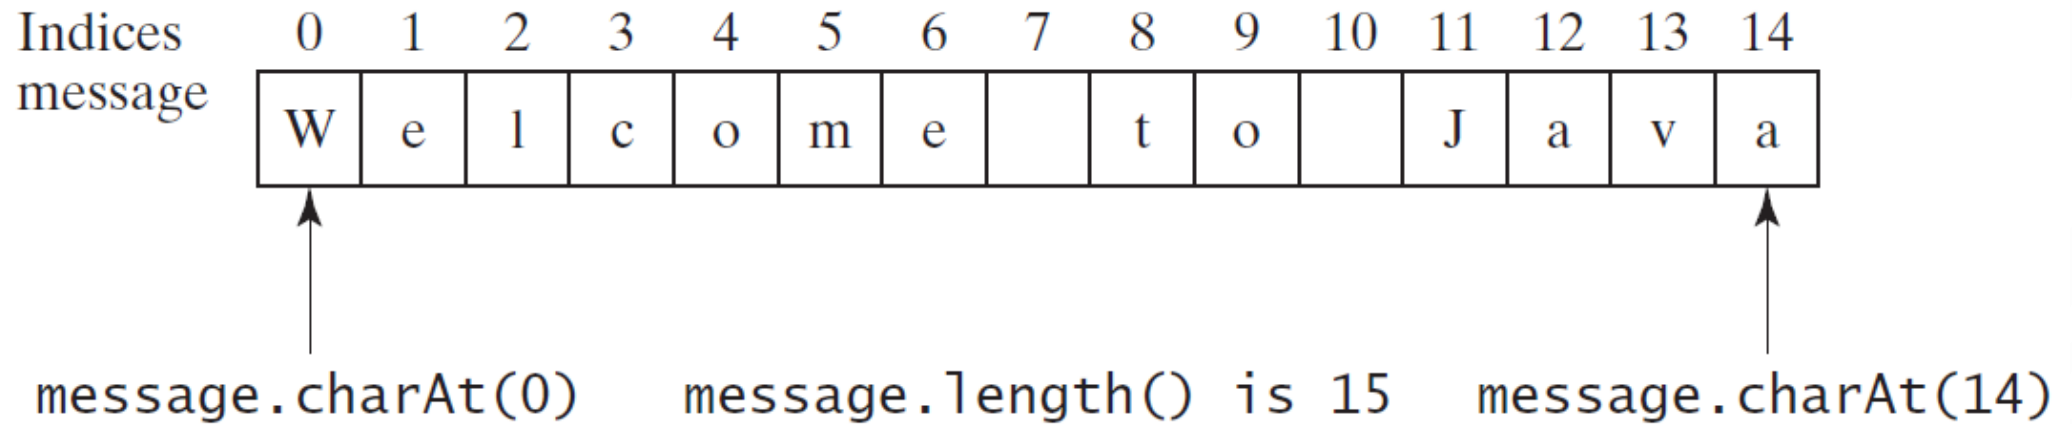 Indices 0 1 2 3 4 5 6 7 8 9 10 11 12 13 14
message
W e l c o m e t o J a v a
message.charAt(0) message.length() is 15 message.charAt(14)